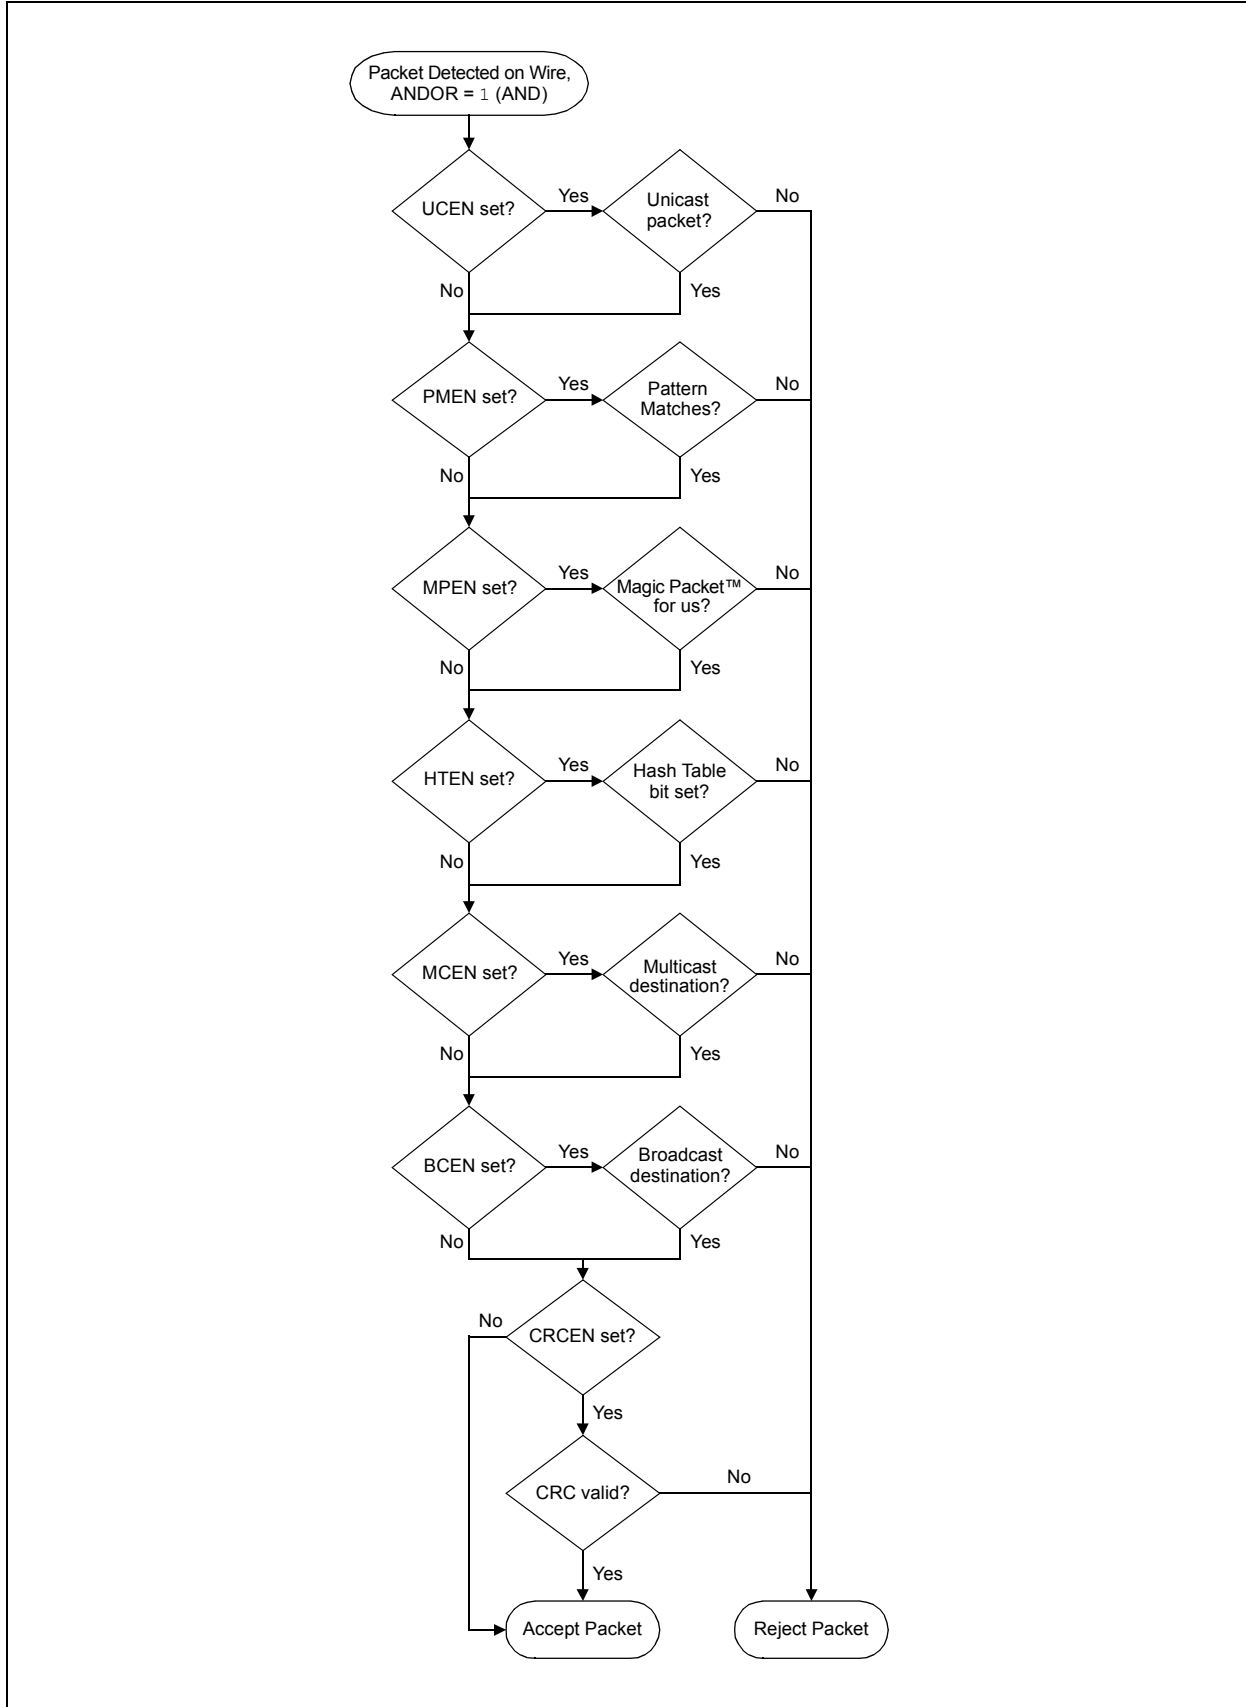 Packet Detected on Wire,
ANDOR = 1 (AND)
UCEN set?
Yes
Unicast
packet?
No
No
Yes
PMEN set?
Yes
Pattern
Matches?
No
No
Yes
MPEN set?
Yes
Magic Packet™
for us?
No
No
Yes
HTEN set?
Yes
Hash Table
bit set?
No
No
Yes
MCEN set?
Yes
Multicast
destination?
No
No
Yes
BCEN set?
Yes
Broadcast
destination?
No
No
Yes
No
CRCEN set?
Yes
CRC valid?
No
Yes
Accept Packet
Reject Packet